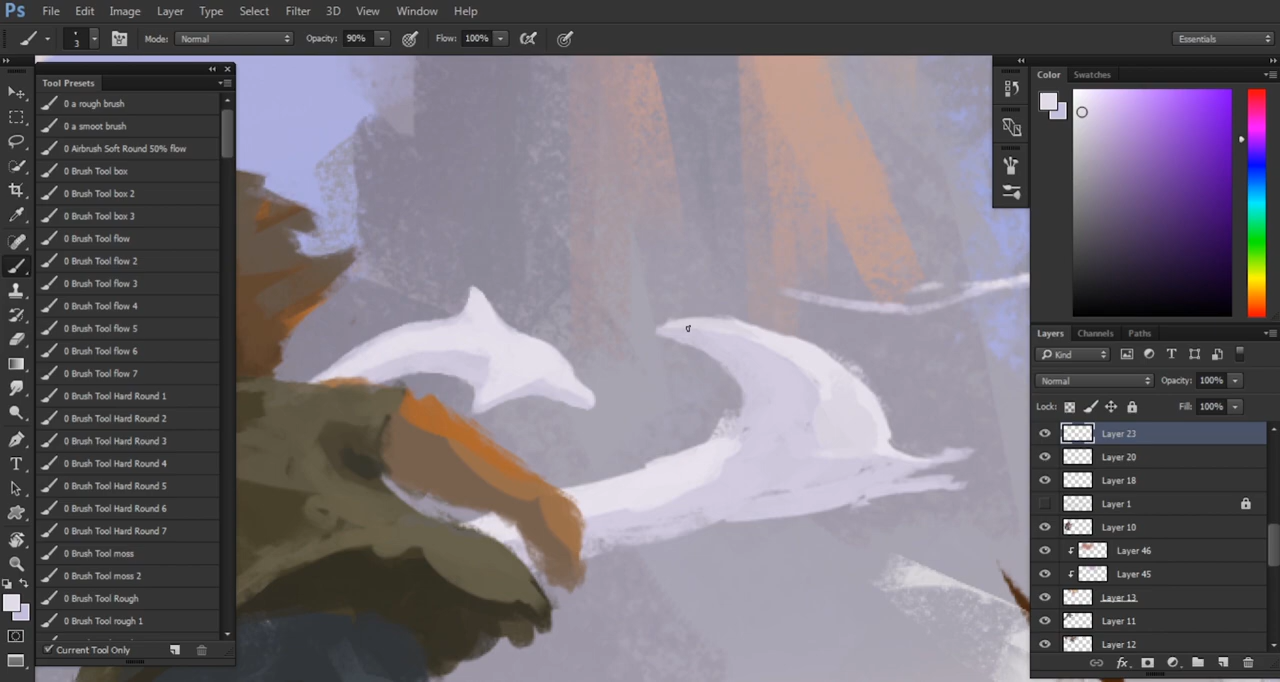 Ps File Edit Image Layer Type Select Filter 3D View Window Help
3 Mode: Normal Opacity: 90% Flow: 100% Essentials
Tool Presets
0 a rough brush
0 a smoot brush
0 Airbrush Soft Round 50% flow
0 Brush Tool box
0 Brush Tool box 2
0 Brush Tool box 3
0 Brush Tool flow
0 Brush Tool flow 2
0 Brush Tool flow 3
0 Brush Tool flow 4
0 Brush Tool flow 5
0 Brush Tool flow 6
0 Brush Tool flow 7
0 Brush Tool Hard Round 1
0 Brush Tool Hard Round 2
0 Brush Tool Hard Round 3
0 Brush Tool Hard Round 4
0 Brush Tool Hard Round 5
0 Brush Tool Hard Round 6
0 Brush Tool Hard Round 7
0 Brush Tool moss
0 Brush Tool moss 2
0 Brush Tool Rough
0 Brush Tool rough 1
Current Tool Only
Color Swatches
Layers Channels Paths
Kind
Normal Opacity: 100%
Lock: Fill: 100%
Layer 23
Layer 20
Layer 18
Layer 1
Layer 10
Layer 46
Layer 45
Layer 13
Layer 11
Layer 12
fx